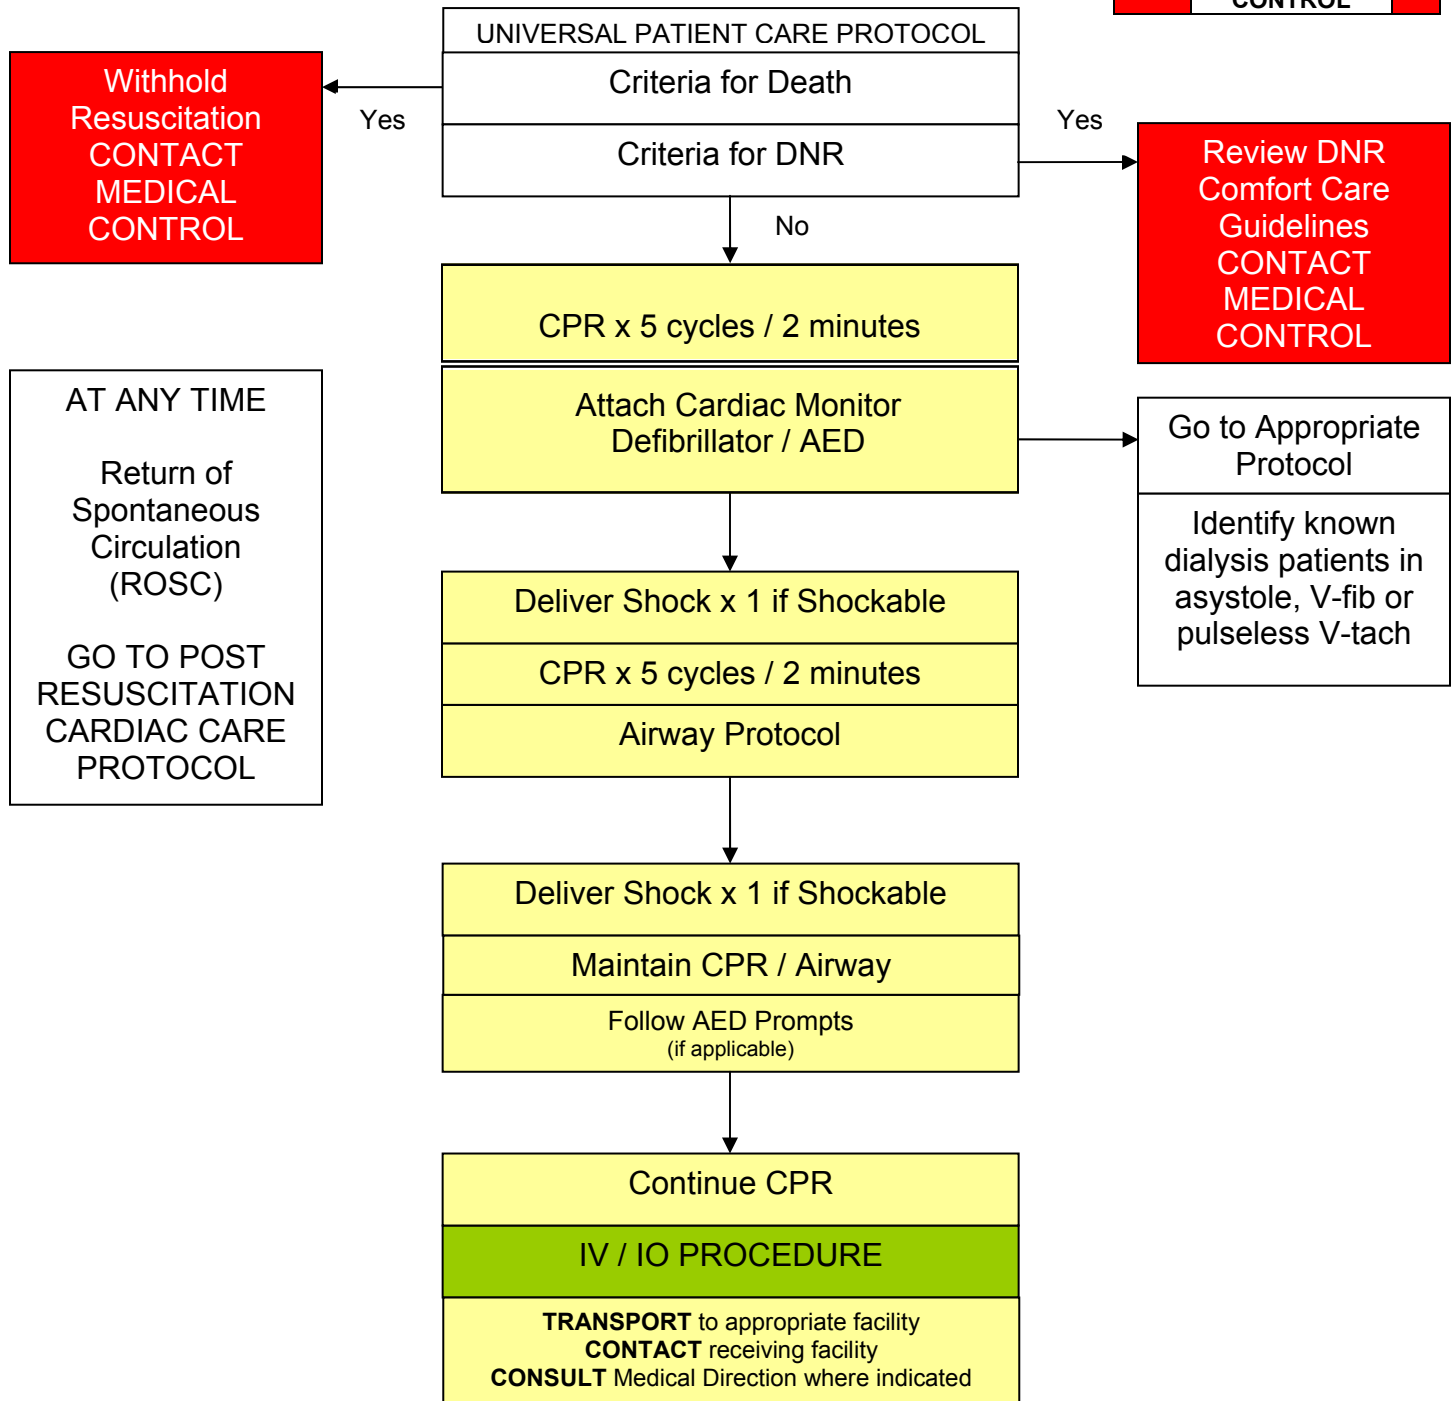 CONTROL
UNIVERSAL PATIENT CARE PROTOCOL
Criteria for Death
Criteria for DNR
Withhold
Resuscitation
CONTACT
MEDICAL
CONTROL
Yes
Yes
Review DNR
Comfort Care
Guidelines
CONTACT
MEDICAL
CONTROL
No
CPR x 5 cycles / 2 minutes
Attach Cardiac Monitor
Defibrillator / AED
Go to Appropriate
Protocol
Identify known
dialysis patients in
asystole, V-fib or
pulseless V-tach
AT ANY TIME
Return of
Spontaneous
Circulation
(ROSC)
GO TO POST
RESUSCITATION
CARDIAC CARE
PROTOCOL
Deliver Shock x 1 if Shockable
CPR x 5 cycles / 2 minutes
Airway Protocol
Deliver Shock x 1 if Shockable
Maintain CPR / Airway
Follow AED Prompts
(if applicable)
Continue CPR
IV / IO PROCEDURE
TRANSPORT to appropriate facility
CONTACT receiving facility
CONSULT Medical Direction where indicated